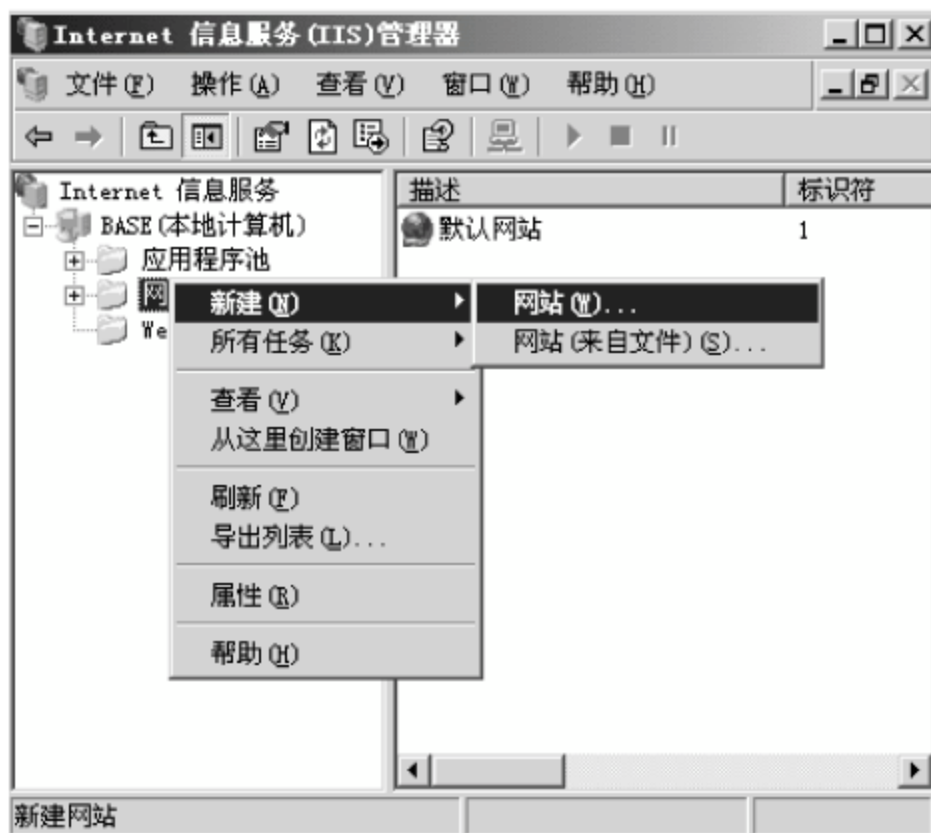 Internet 信息服务(IIS)管理器
文件(F) 操作(A) 查看(V) 窗口(W) 帮助(H)
Internet 信息服务
BASE(本地计算机)
应用程序池
网
We
描述 标识符
默认网站 1
新建(N)
所有任务(K)
查看(V)
从这里创建窗口(W)
刷新(F)
导出列表(L)...
属性(R)
帮助(H)
网站(W)...
网站(来自文件)(S)...
新建网站